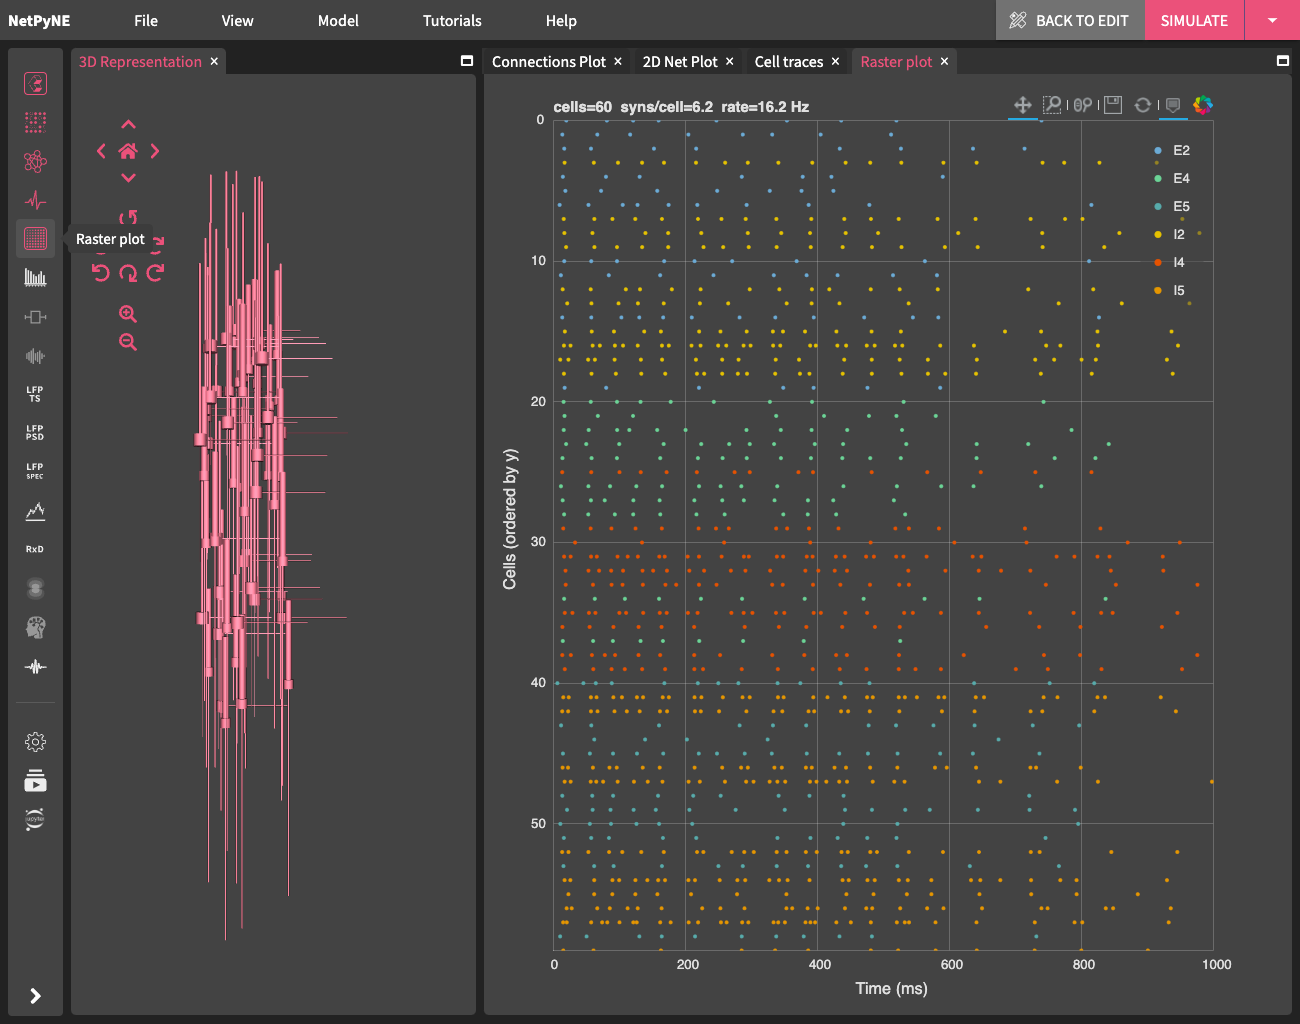 NetPyNE File View Model Tutorials Help BACK TO EDIT SIMULATE
3D Representation ×
Connections Plot × 2D Net Plot × Cell traces × Raster plot ×
cells=60 syns/cell=6.2 rate=16.2 Hz
Raster plot
LFP
TS
LFP
PSD
LFP
SPEC
RxD
jupyter
E2
E4
E5
I2
I4
I5
0
10
20
30
40
50
Cells (ordered by y)
0 200 400 600 800 1000
Time (ms)